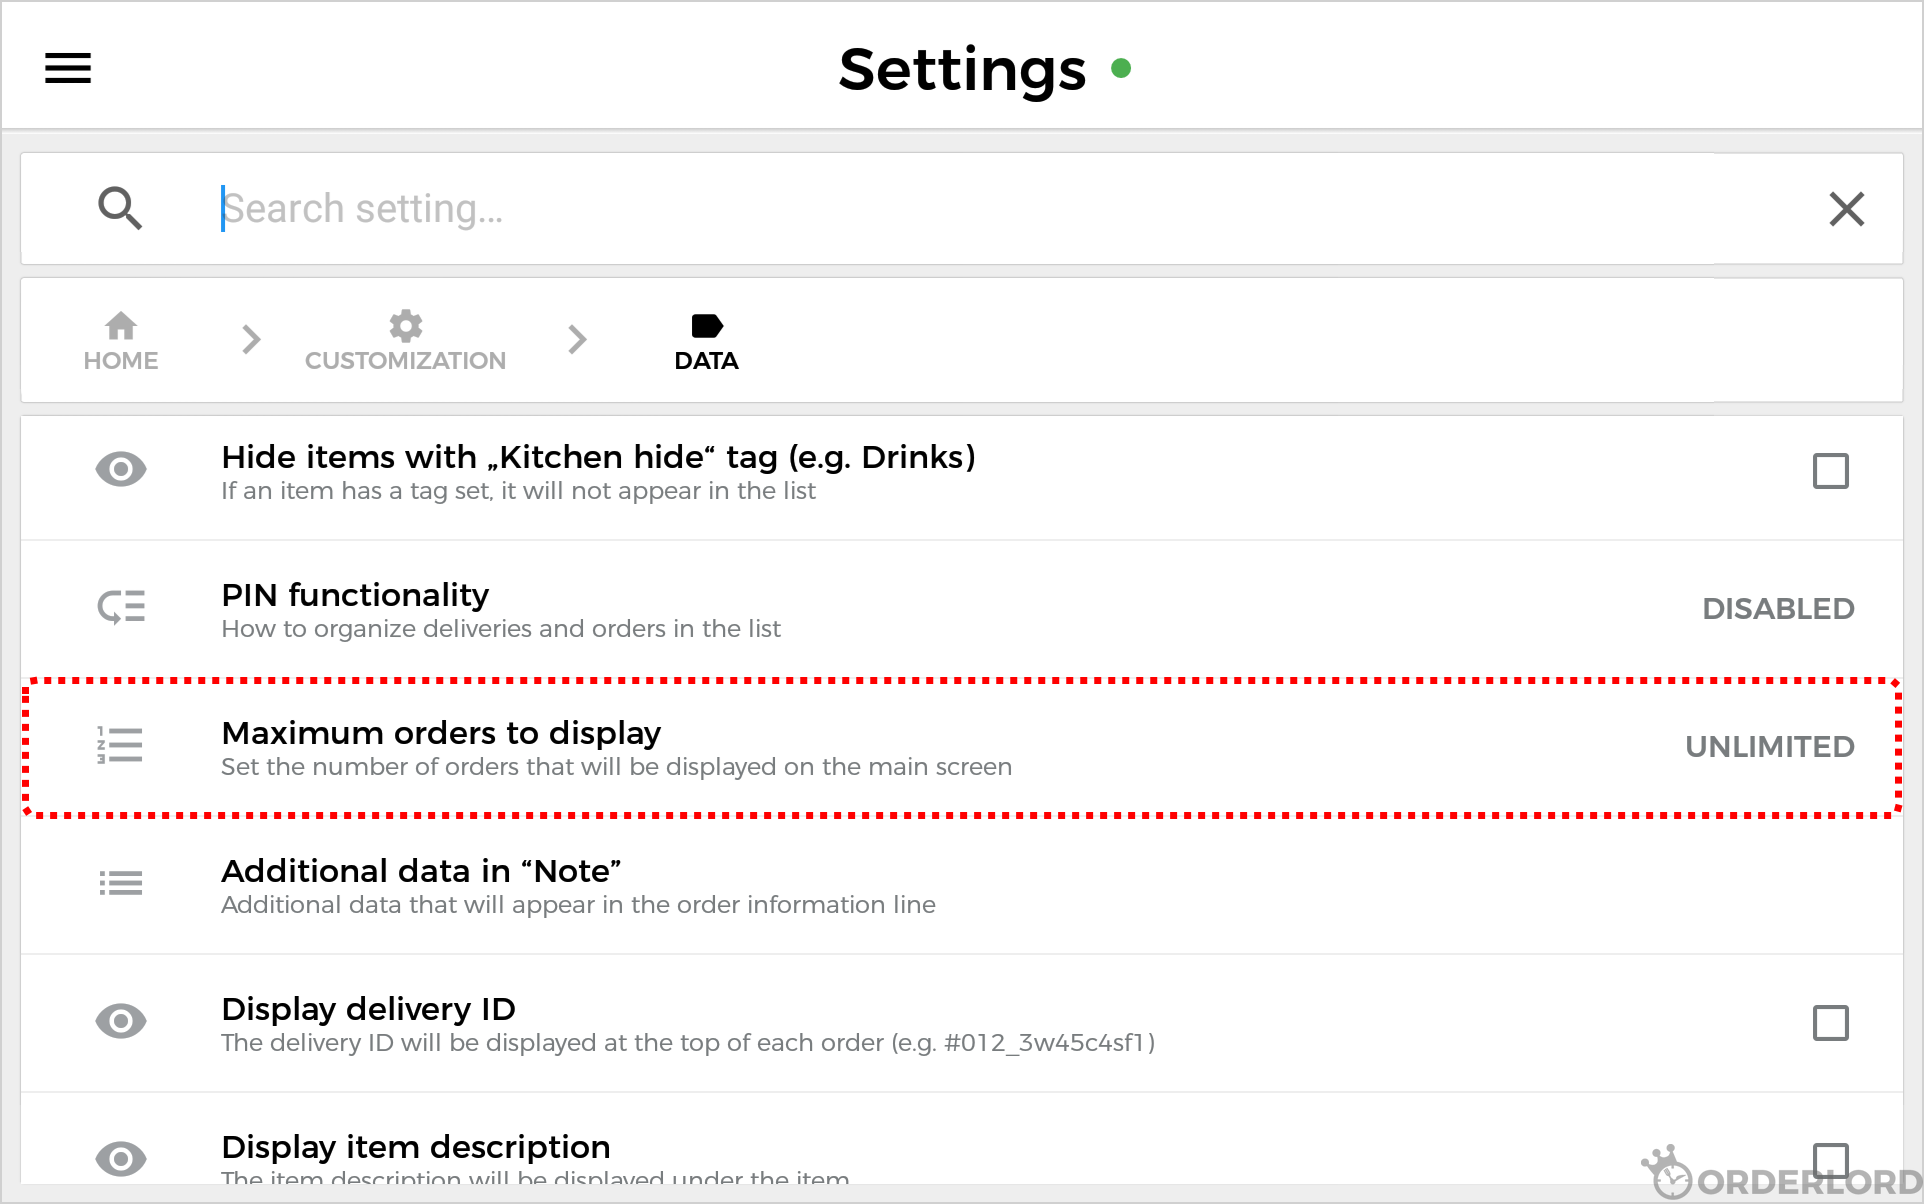 Settings
Search setting...
HOME
CUSTOMIZATION
DATA
Hide items with „Kitchen hide“ tag (e.g. Drinks)
If an item has a tag set, it will not appear in the list
PIN functionality
How to organize deliveries and orders in the list
DISABLED
1
2
3
Maximum orders to display
Set the number of orders that will be displayed on the main screen
UNLIMITED
Additional data in “Note”
Additional data that will appear in the order information line
Display delivery ID
The delivery ID will be displayed at the top of each order (e.g. #012_3w45c4sf1)
Display item description
The item description will be displayed under the item
ORDERLORD